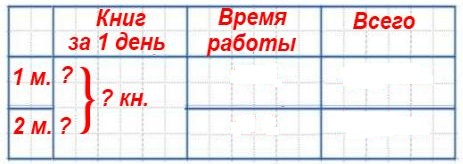 Книг
за 1 день
Время
работы
Всего
1 м. ?
? кн.
2 м. ?